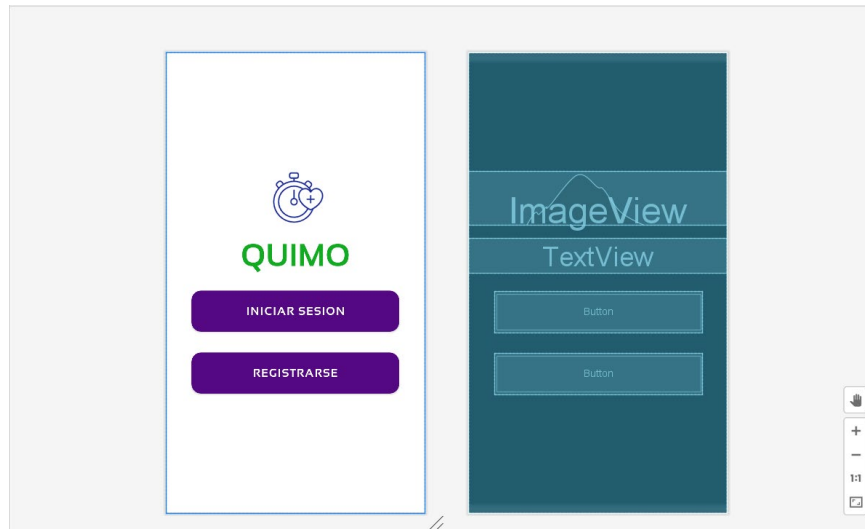 QUIMO
INICIAR SESION
REGISTRARSE
ImageView
TextView
Button
Button
1:1